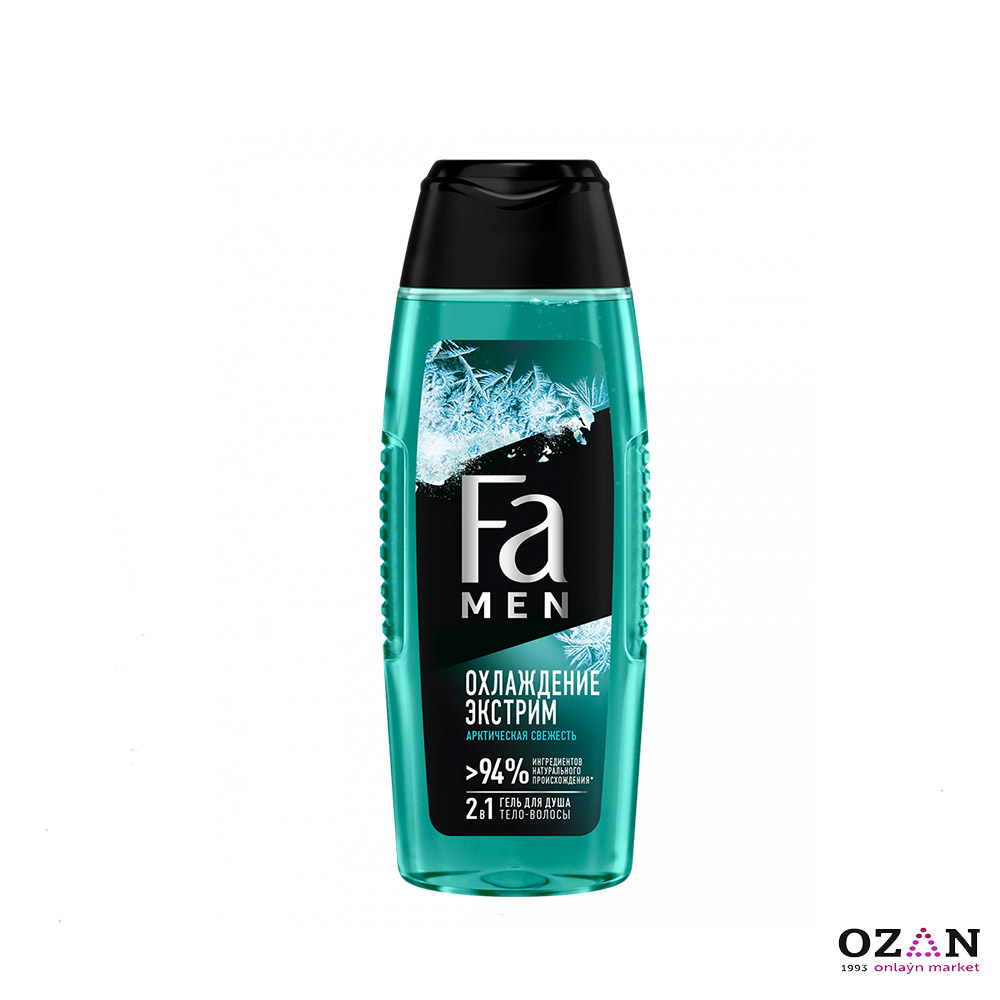 Fa
MEN
ОХЛАЖДЕНИЕ
ЭКСТРИМ
АРКТИЧЕСКАЯ СВЕЖЕСТЬ
>94% ИНГРЕДИЕНТОВ
НАТУРАЛЬНОГО
ПРОИСХОЖДЕНИЯ*
2в1 ГЕЛЬ ДЛЯ ДУША
ТЕЛО-ВОЛОСЫ
OZAN
1993 onlaýn market